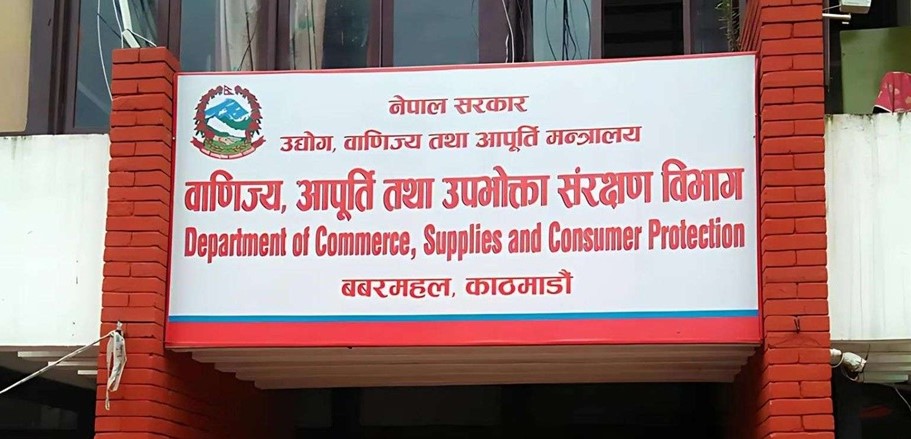 नेपाल सरकार
उद्योग, वाणिज्य तथा आपूर्ति मन्त्रालय
वाणिज्य, आपूर्ति तथा उपभोक्ता संरक्षण विभाग
Department of Commerce, Supplies and Consumer Protection
बबरमहल, काठमाडौं